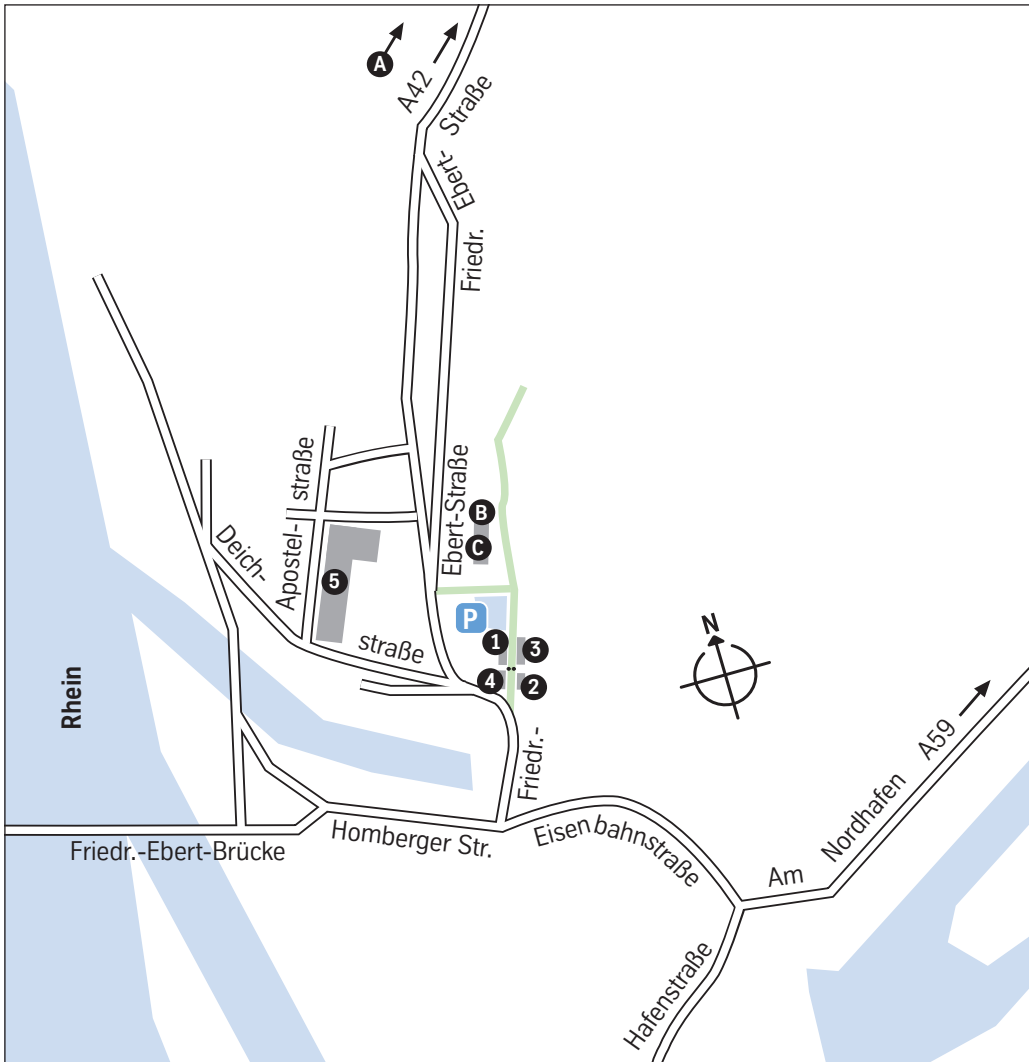 A
A42
Friedr.
Ebert-
Straße
Apostel-
straße
Ebert-Straße
B
C
Deich-
straße
5
P
1
3
4
2
N
Rhein
Friedr.-
A59
Friedr.-Ebert-Brücke
Homberger Str.
Eisenbahnstraße
Am
Nordhafen
Hafenstraße